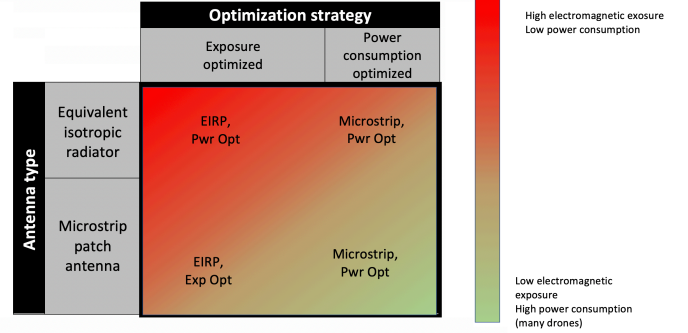 Optimization strategy
Exposure
optimized
Power
consumption
optimized
Antenna type
Equivalent
isotropic
radiator
Microstrip
patch
antenna
EIRP,
Pwr Opt
Microstrip,
Pwr Opt
EIRP,
Exp Opt
Microstrip,
Pwr Opt
High electromagnetic exosure
Low power consumption
Low electromagnetic
exposure
High power consumption
(many drones)